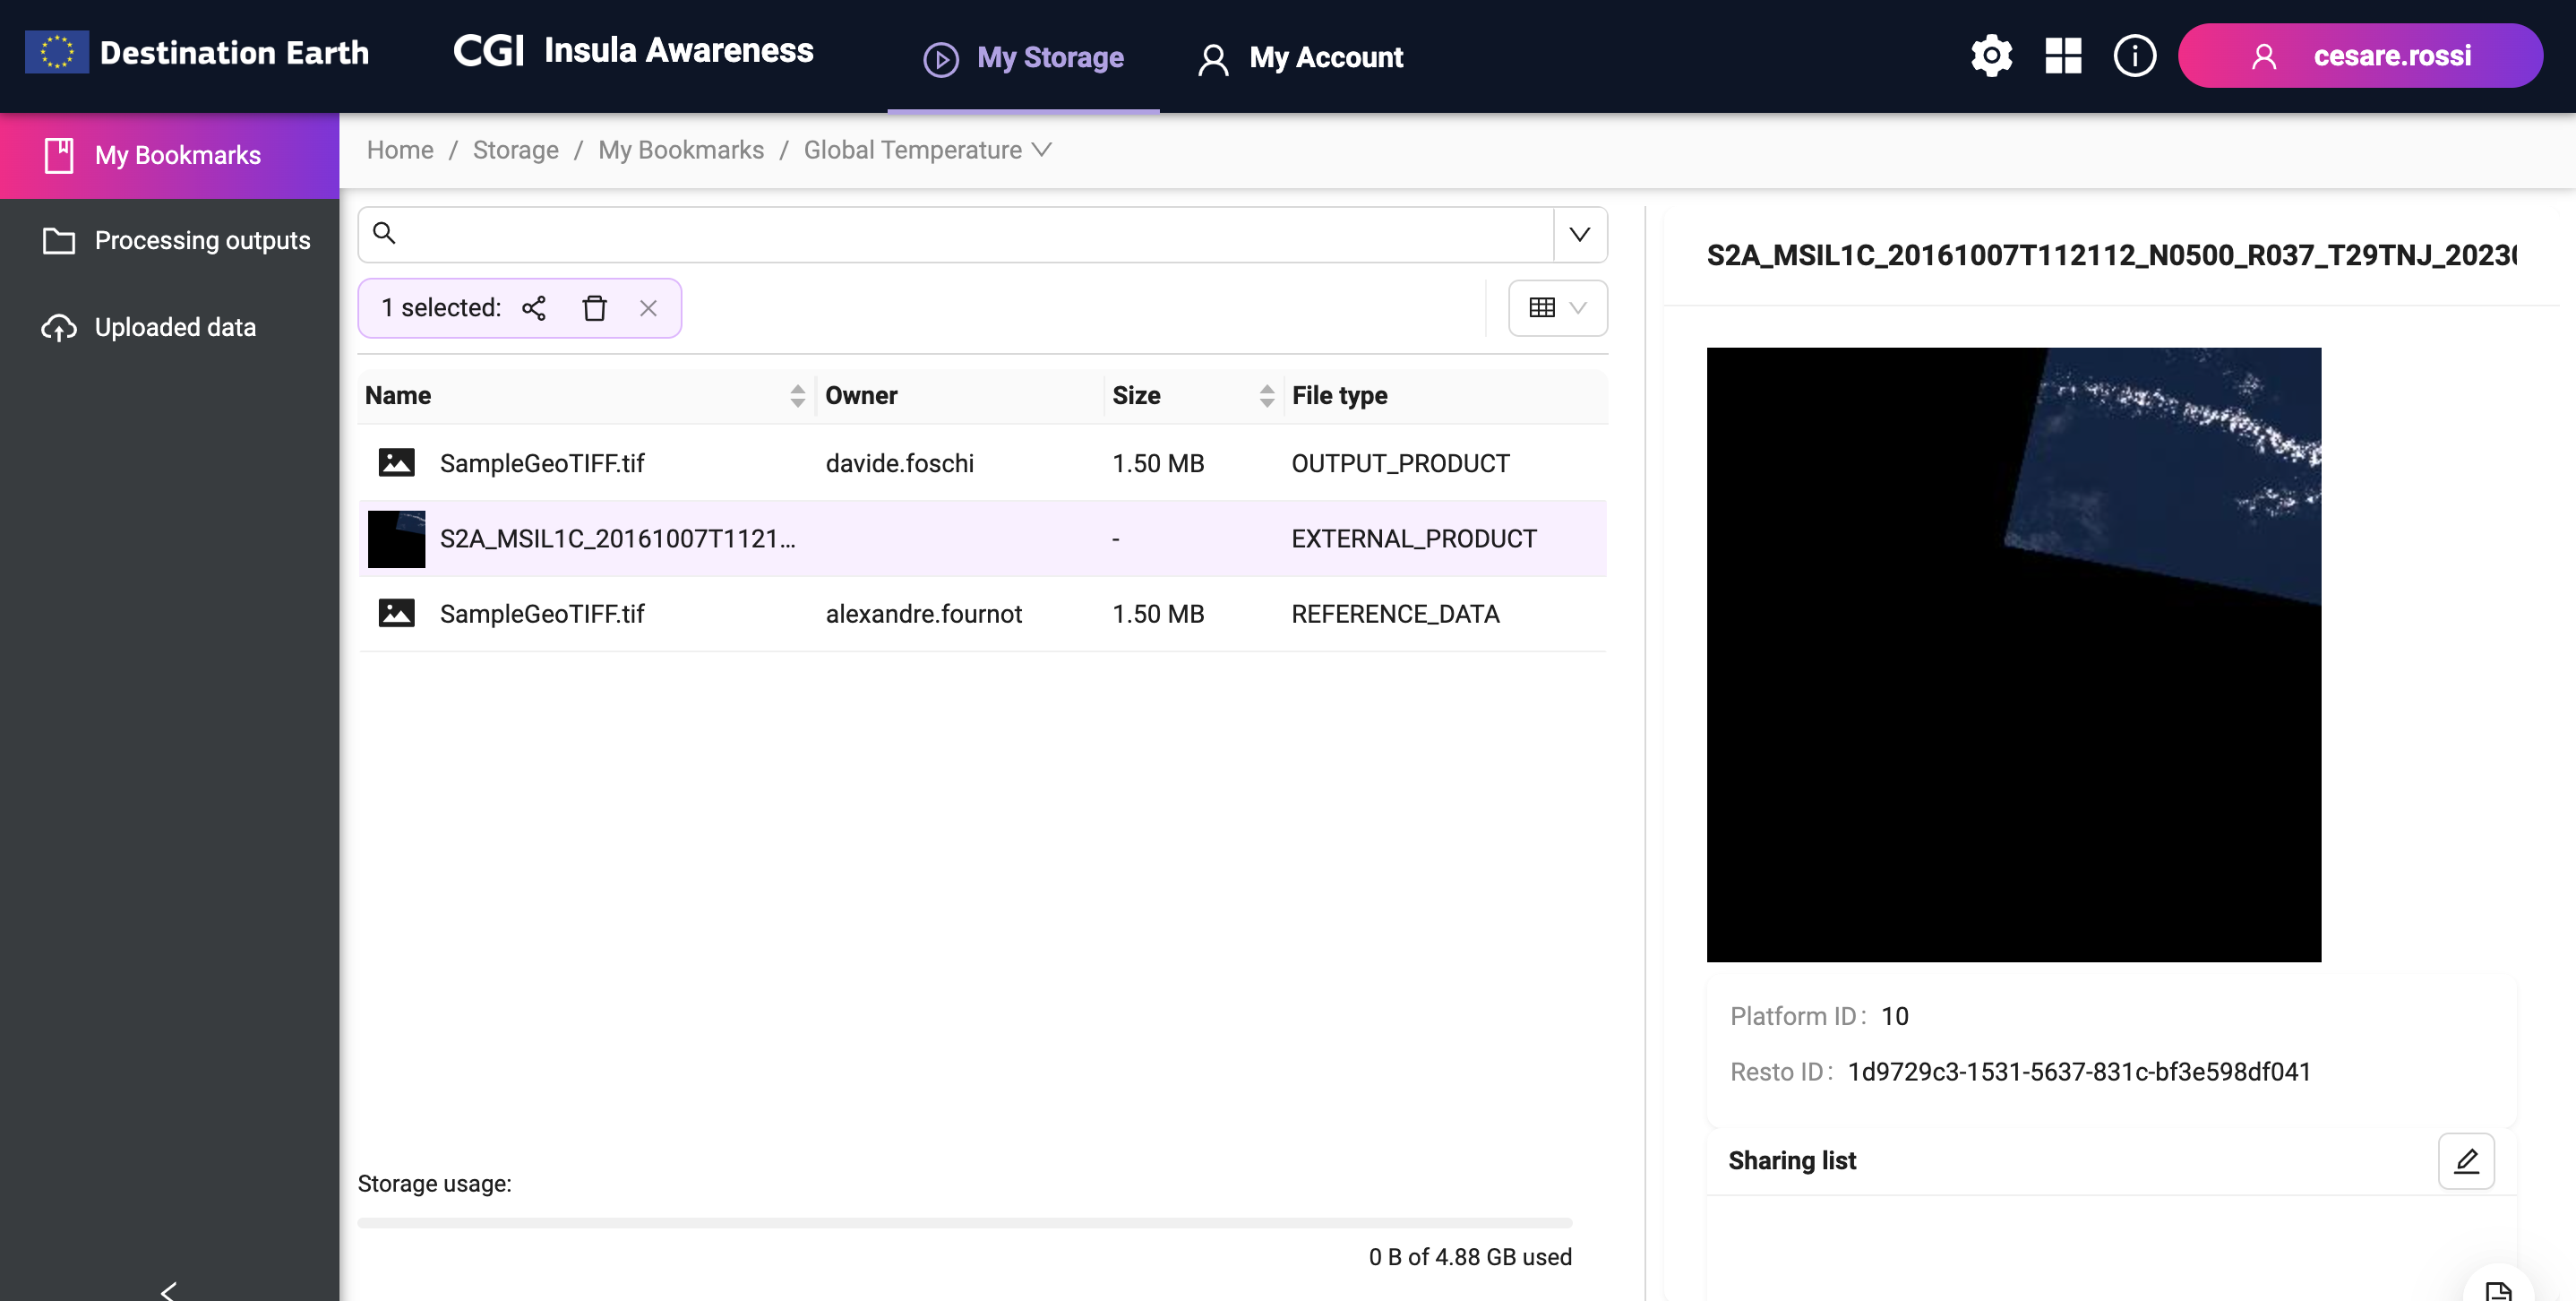 Destination Earth
CGI Insula Awareness
My Storage
My Account
cesare.rossi
My Bookmarks
Processing outputs
Uploaded data
Home / Storage / My Bookmarks / Global Temperature
1 selected:
Name Owner Size File type
SampleGeoTIFF.tif davide.foschi 1.50 MB OUTPUT_PRODUCT
S2A_MSIL1C_20161007T1121... - EXTERNAL_PRODUCT
SampleGeoTIFF.tif alexandre.fournot 1.50 MB REFERENCE_DATA
Storage usage:
0 B of 4.88 GB used
S2A_MSIL1C_20161007T112112_N0500_R037_T29TNJ_2023
Platform ID: 10
Resto ID: 1d9729c3-1531-5637-831c-bf3e598df041
Sharing list